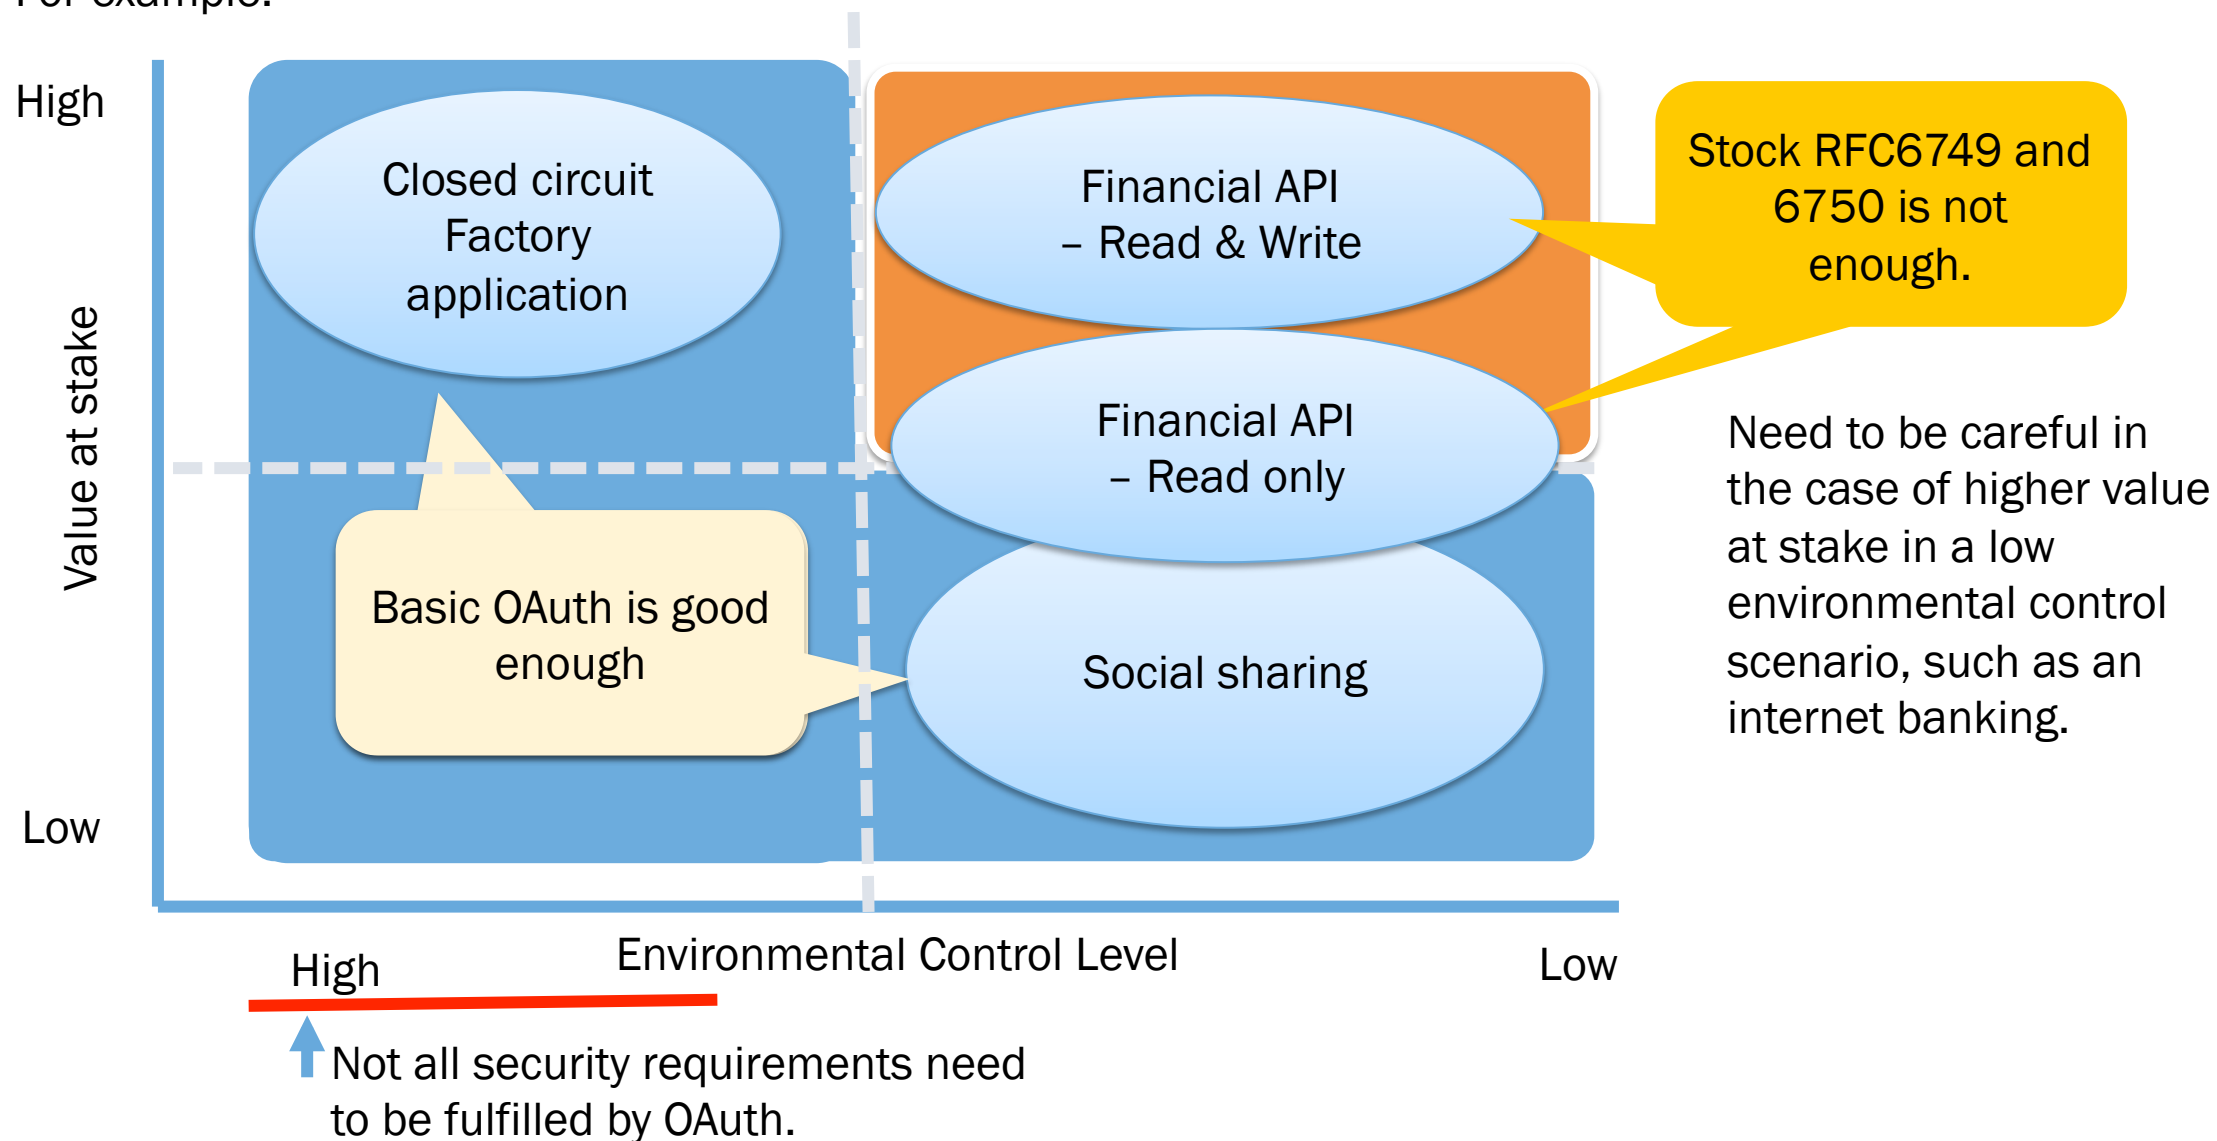 For example:
High
Closed circuit
Factory
application
Financial API
– Read & Write
Stock RFC6749 and
6750 is not
enough.
Value at stake
Financial API
– Read only
Need to be careful in
the case of higher value
at stake in a low
environmental control
scenario, such as an
internet banking.
Basic OAuth is good
enough
Social sharing
Low
High
Environmental Control Level
Low
Not all security requirements need
to be fulfilled by OAuth.